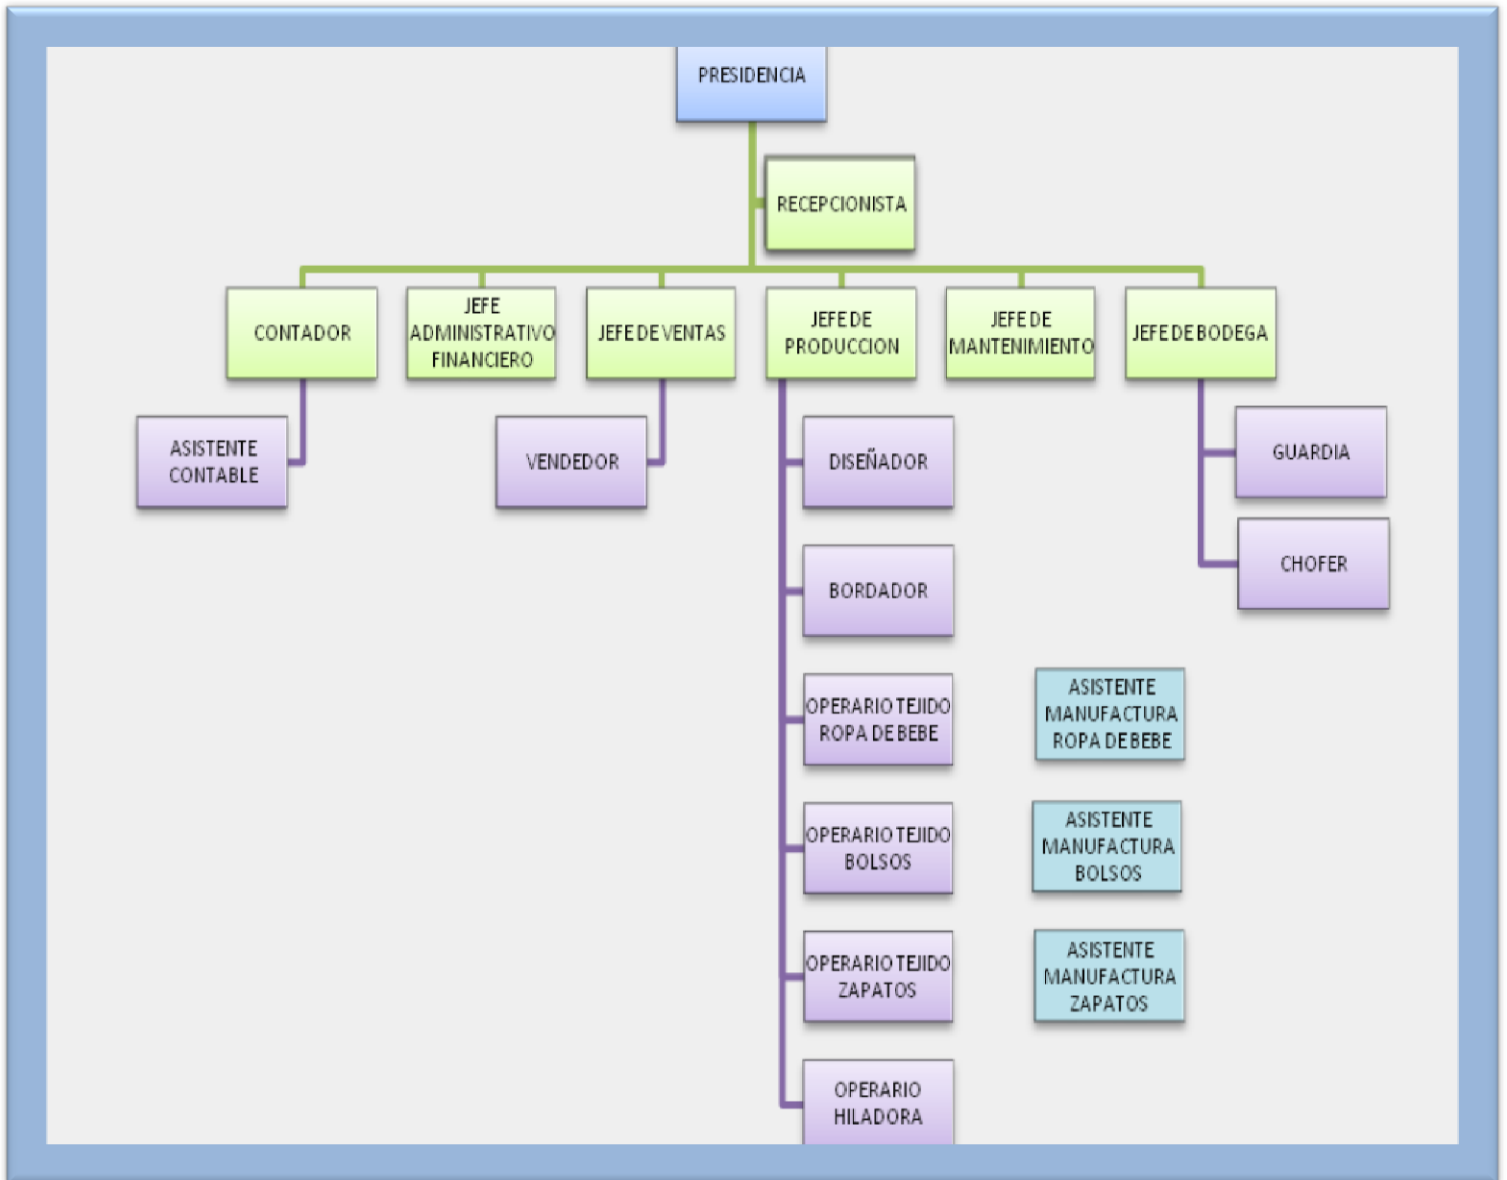 PRESIDENCIA
RECEPCIONISTA
CONTADOR
JEFE
ADMINISTRATIVO
FINANCIERO
JEFE DE VENTAS
JEFE DE
PRODUCCION
JEFE DE
MANTENIMIENTO
JEFE DE BODEGA
ASISTENTE
CONTABLE
VENDEDOR
DISEÑADOR
GUARDIA
CHOFER
BORDADOR
OPERARIO TEJIDO
ROPA DE BEBE
ASISTENTE
MANUFACTURA
ROPA DE BEBE
OPERARIO TEJIDO
BOLSOS
ASISTENTE
MANUFACTURA
BOLSOS
OPERARIO TEJIDO
ZAPATOS
ASISTENTE
MANUFACTURA
ZAPATOS
OPERARIO
HILADORA